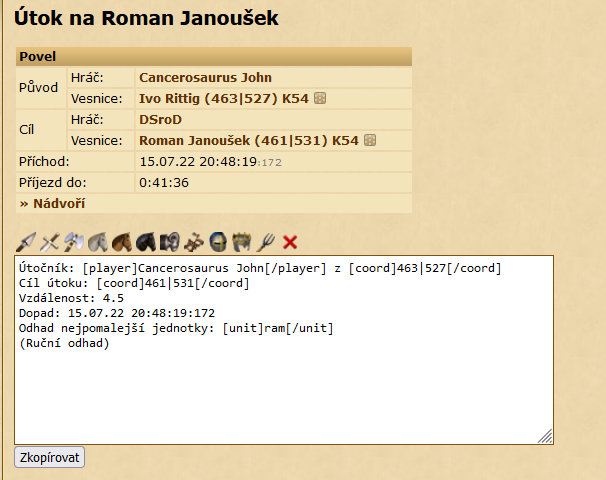 Útok na Roman Janoušek
Povel
Původ Hráč: Cancerosaurus John
Vesnice: Ivo Rittig (463|527) K54
Cíl Hráč: DSroD
Vesnice: Roman Janoušek (461|531) K54
Příchod: 15.07.22 20:48:19:172
Příjezd do: 0:41:36
» Nádvoří
Útočník: [player]Cancerosaurus John[/player] z [coord]463|527[/coord]
Cíl útoku: [coord]461|531[/coord]
Vzdálenost: 4.5
Dopad: 15.07.22 20:48:19:172
Odhad nejpomalejší jednotky: [unit]ram[/unit]
(Ruční odhad)
Zkopírovat